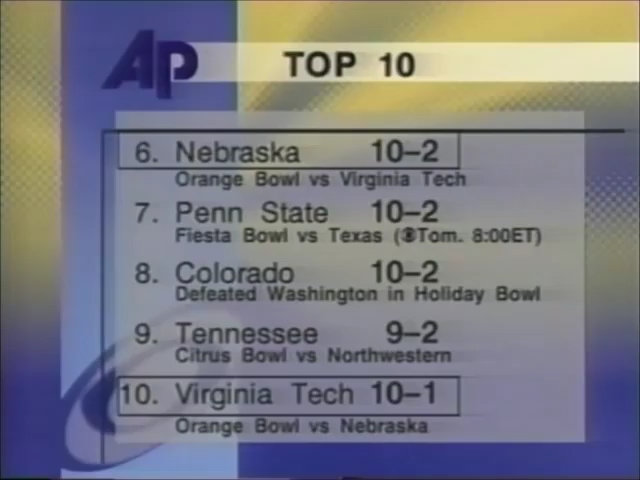 AP TOP 10
6. Nebraska 10–2
Orange Bowl vs Virginia Tech
7. Penn State 10–2
Fiesta Bowl vs Texas (Tom. 8:00ET)
8. Colorado 10–2
Defeated Washington in Holiday Bowl
9. Tennessee 9–2
Citrus Bowl vs Northwestern
10. Virginia Tech 10–1
Orange Bowl vs Nebraska